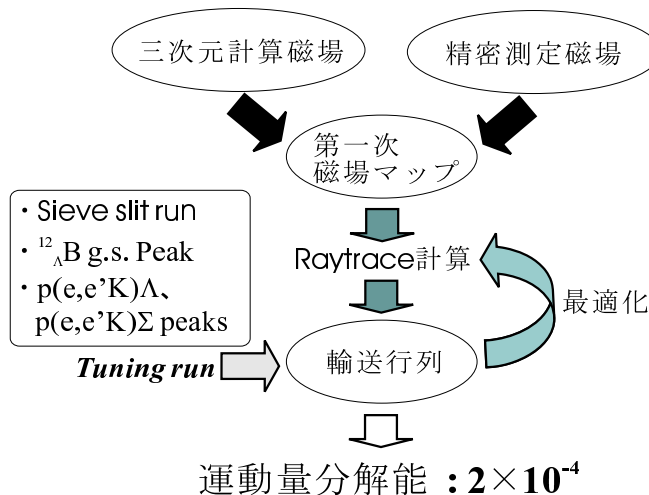 三次元計算磁場
精密測定磁場
第一次
磁場マップ
・Sieve slit run
・¹²ΛB g.s. Peak
・p(e,e’K)Λ、
p(e,e’K)Σ peaks
Raytrace計算
最適化
Tuning run
輸送行列
運動量分解能 : 2×10⁻⁴